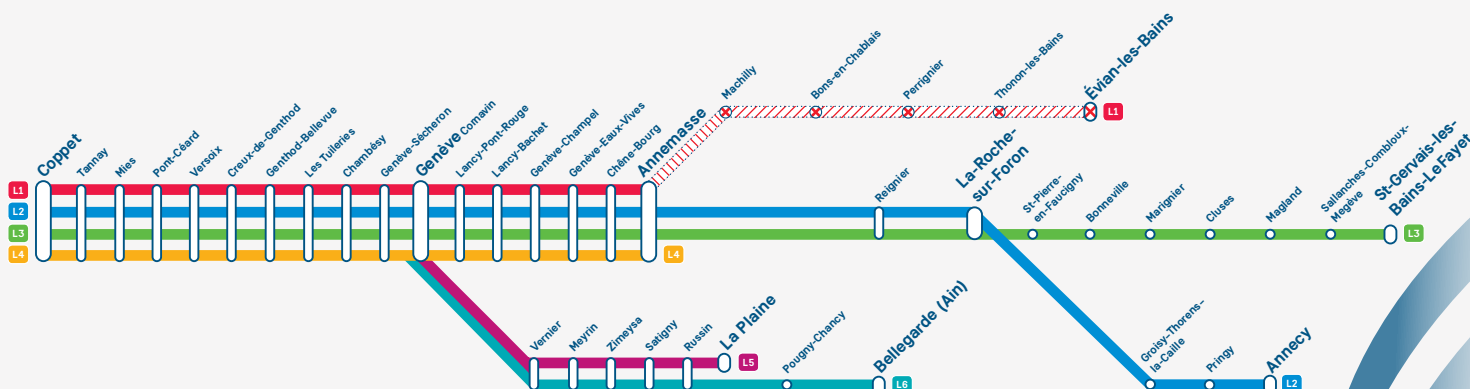 Coppet
Tannay
Mies
Pont-Céard
Versoix
Creux-de-Genthod
Genthod-Bellevue
Les Tuileries
Chambésy
Genève-Sécheron
Genève Cornavin
Lancy-Pont-Rouge
Lancy-Bachet
Genève-Champel
Genève-Eaux-Vives
Chêne-Bourg
Annemasse
Machilly
Bons-en-Chablais
Perrignier
Thonon-les-Bains
Évian-les-Bains
L1
L1
L2
L3
L4
L4
Reignier
La-Roche-
sur-Foron
St-Pierre-
en-Faucigny
Bonneville
Marignier
Cluses
Magland
Sallanches-Combloux-
Megève
St-Gervais-les-
Bains-Le Fayet
L3
Vernier
Meyrin
Zimeysa
Satigny
Russin
La Plaine
L5
Pougny-Chancy
Bellegarde (Ain)
L6
Groisy-Thorens-
la-Caille
Pringy
Annecy
L2